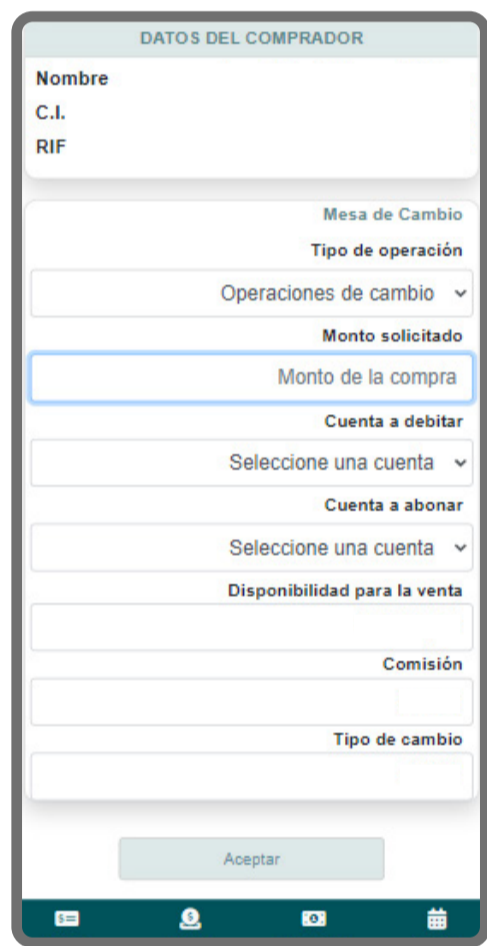 DATOS DEL COMPRADOR
Nombre
C.I.
RIF
Mesa de Cambio
Tipo de operación
Operaciones de cambio
Monto solicitado
Monto de la compra
Cuenta a debitar
Seleccione una cuenta
Cuenta a abonar
Seleccione una cuenta
Disponibilidad para la venta
Comisión
Tipo de cambio
Aceptar